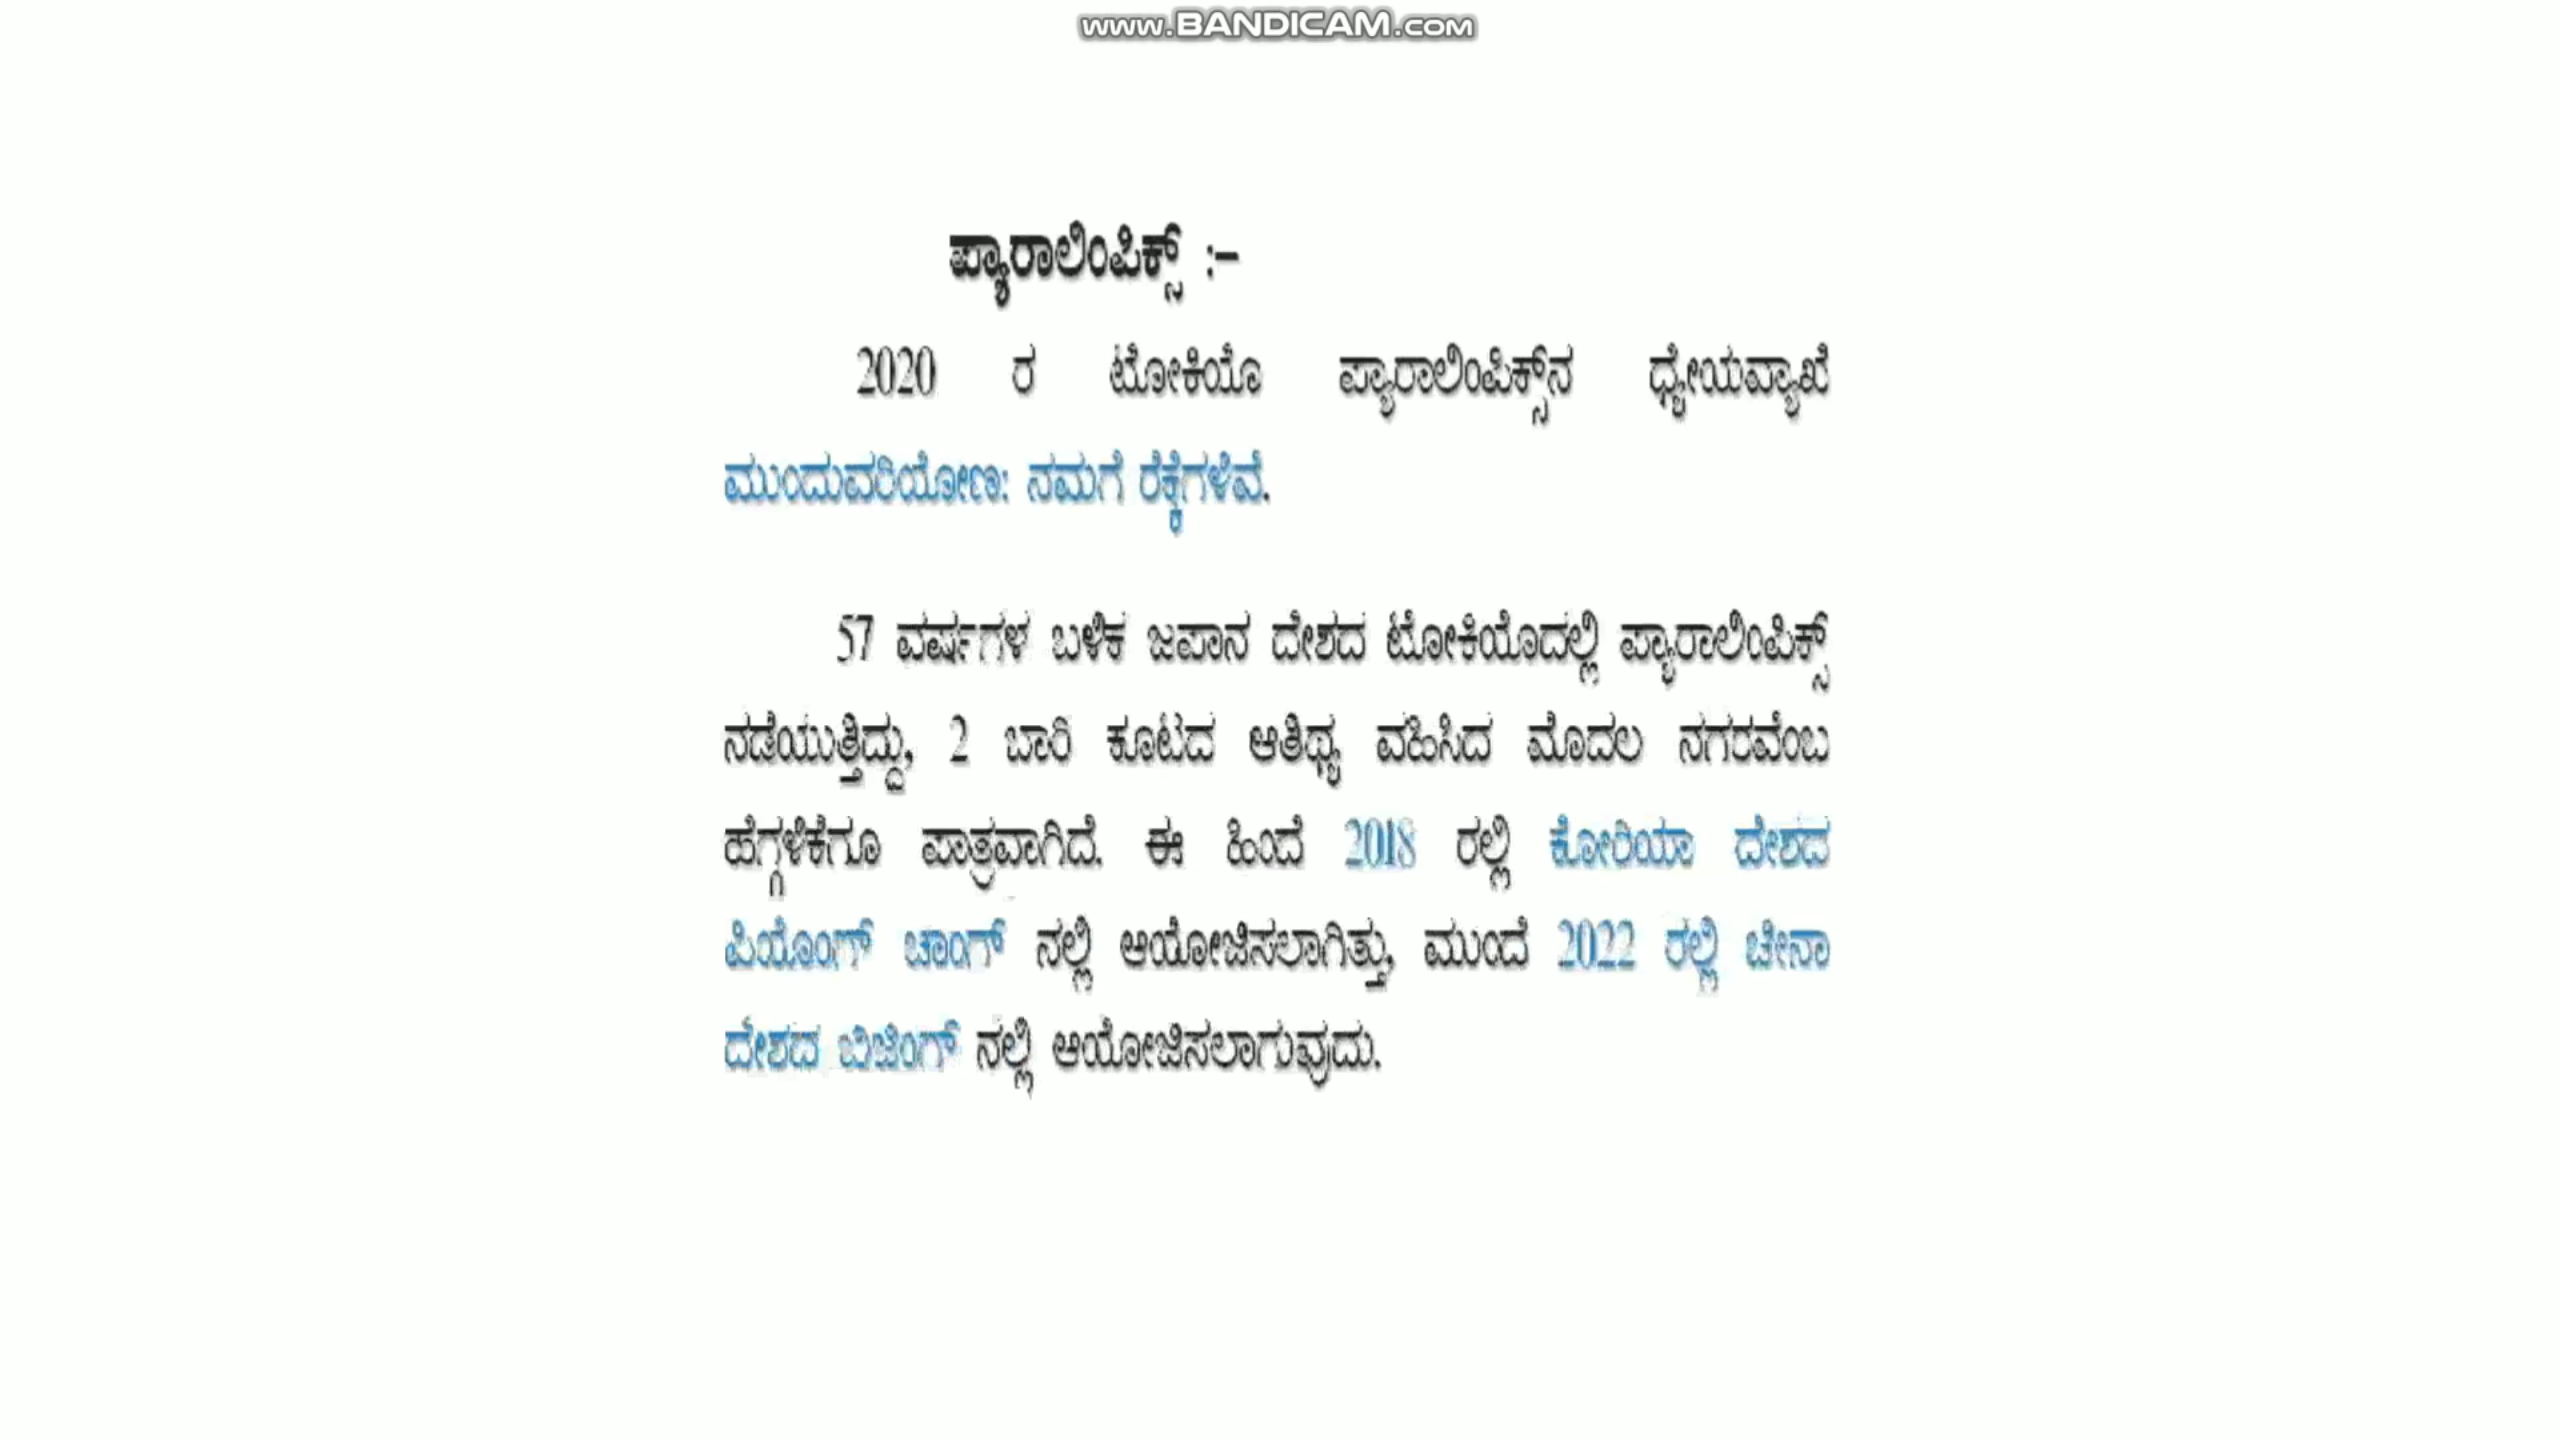 www.BANDICAM.com
ಪ್ಯಾರಾಲಿಂಪಿಕ್ಸ್ :–
2020 ರ ಟೋಕಿಯೊ ಪ್ಯಾರಾಲಿಂಪಿಕ್ಸ್‌ನ ಧ್ಯೇಯವ್ಯಾಖೆ
ಮುಂದುವರಿಯೋಣ: ನಮಗೆ ರೆಕ್ಕೆಗಳಿವೆ.
57 ವರ್ಷಗಳ ಬಳಿಕ ಜಪಾನ ದೇಶದ ಟೋಕಿಯೊದಲ್ಲಿ ಪ್ಯಾರಾಲಿಂಪಿಕ್ಸ್
ನಡೆಯುತ್ತಿದ್ದು, 2 ಬಾರಿ ಕೂಟದ ಆತಿಥ್ಯ ವಹಿಸಿದ ಮೊದಲ ನಗರವೆಂಬ
ಹೆಗ್ಗಳಿಕೆಗೂ ಪಾತ್ರವಾಗಿದೆ. ಈ ಹಿಂದೆ 2018 ರಲ್ಲಿ ಕೋರಿಯಾ ದೇಶದ
ಪಿಯೊಂಗ್ ಚಾಂಗ್ ನಲ್ಲಿ ಆಯೋಜಿಸಲಾಗಿತ್ತು, ಮುಂದೆ 2022 ರಲ್ಲಿ ಚೀನಾ
ದೇಶದ ಬಿಜಿಂಗ್ ನಲ್ಲಿ ಆಯೋಜಿಸಲಾಗುವುದು.